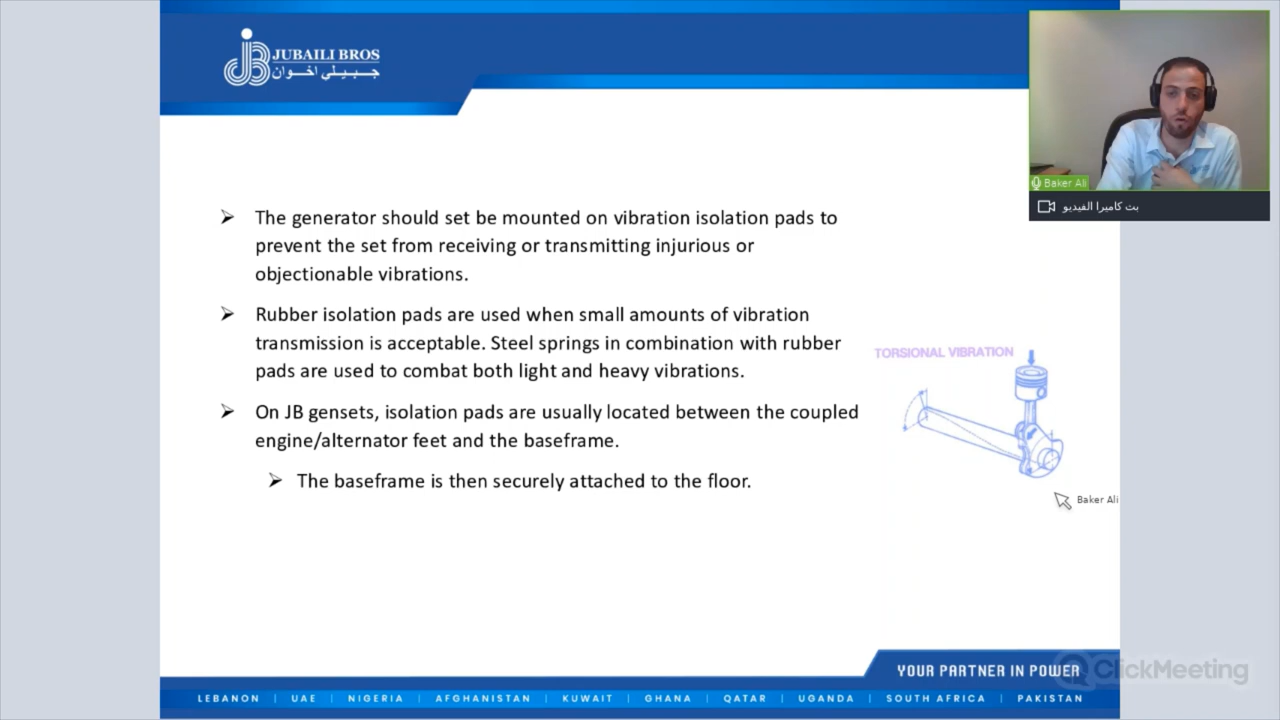 JUBAILI BROS
جبيلي اخوان
Baker Ali
بث كاميرا الفيديو
The generator should set be mounted on vibration isolation pads to
prevent the set from receiving or transmitting injurious or
objectionable vibrations.
Rubber isolation pads are used when small amounts of vibration
transmission is acceptable. Steel springs in combination with rubber
pads are used to combat both light and heavy vibrations.
On JB gensets, isolation pads are usually located between the coupled
engine/alternator feet and the baseframe.
The baseframe is then securely attached to the floor.
TORSIONAL VIBRATION
Baker Ali
YOUR PARTNER IN POWER
ClickMeeting
LEBANON | UAE | NIGERIA | AFGHANISTAN | KUWAIT | GHANA | QATAR | UGANDA | SOUTH AFRICA | PAKISTAN